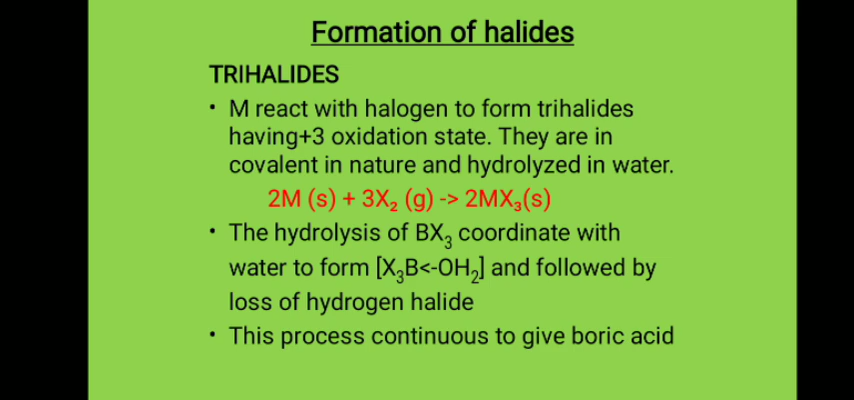 Formation of halides
TRIHALIDES
• M react with halogen to form trihalides
having+3 oxidation state. They are in
covalent in nature and hydrolyzed in water.
2M (s) + 3X₂ (g) -> 2MX₃(s)
• The hydrolysis of BX₃ coordinate with
water to form [X₃B<-OH₂] and followed by
loss of hydrogen halide
• This process continuous to give boric acid